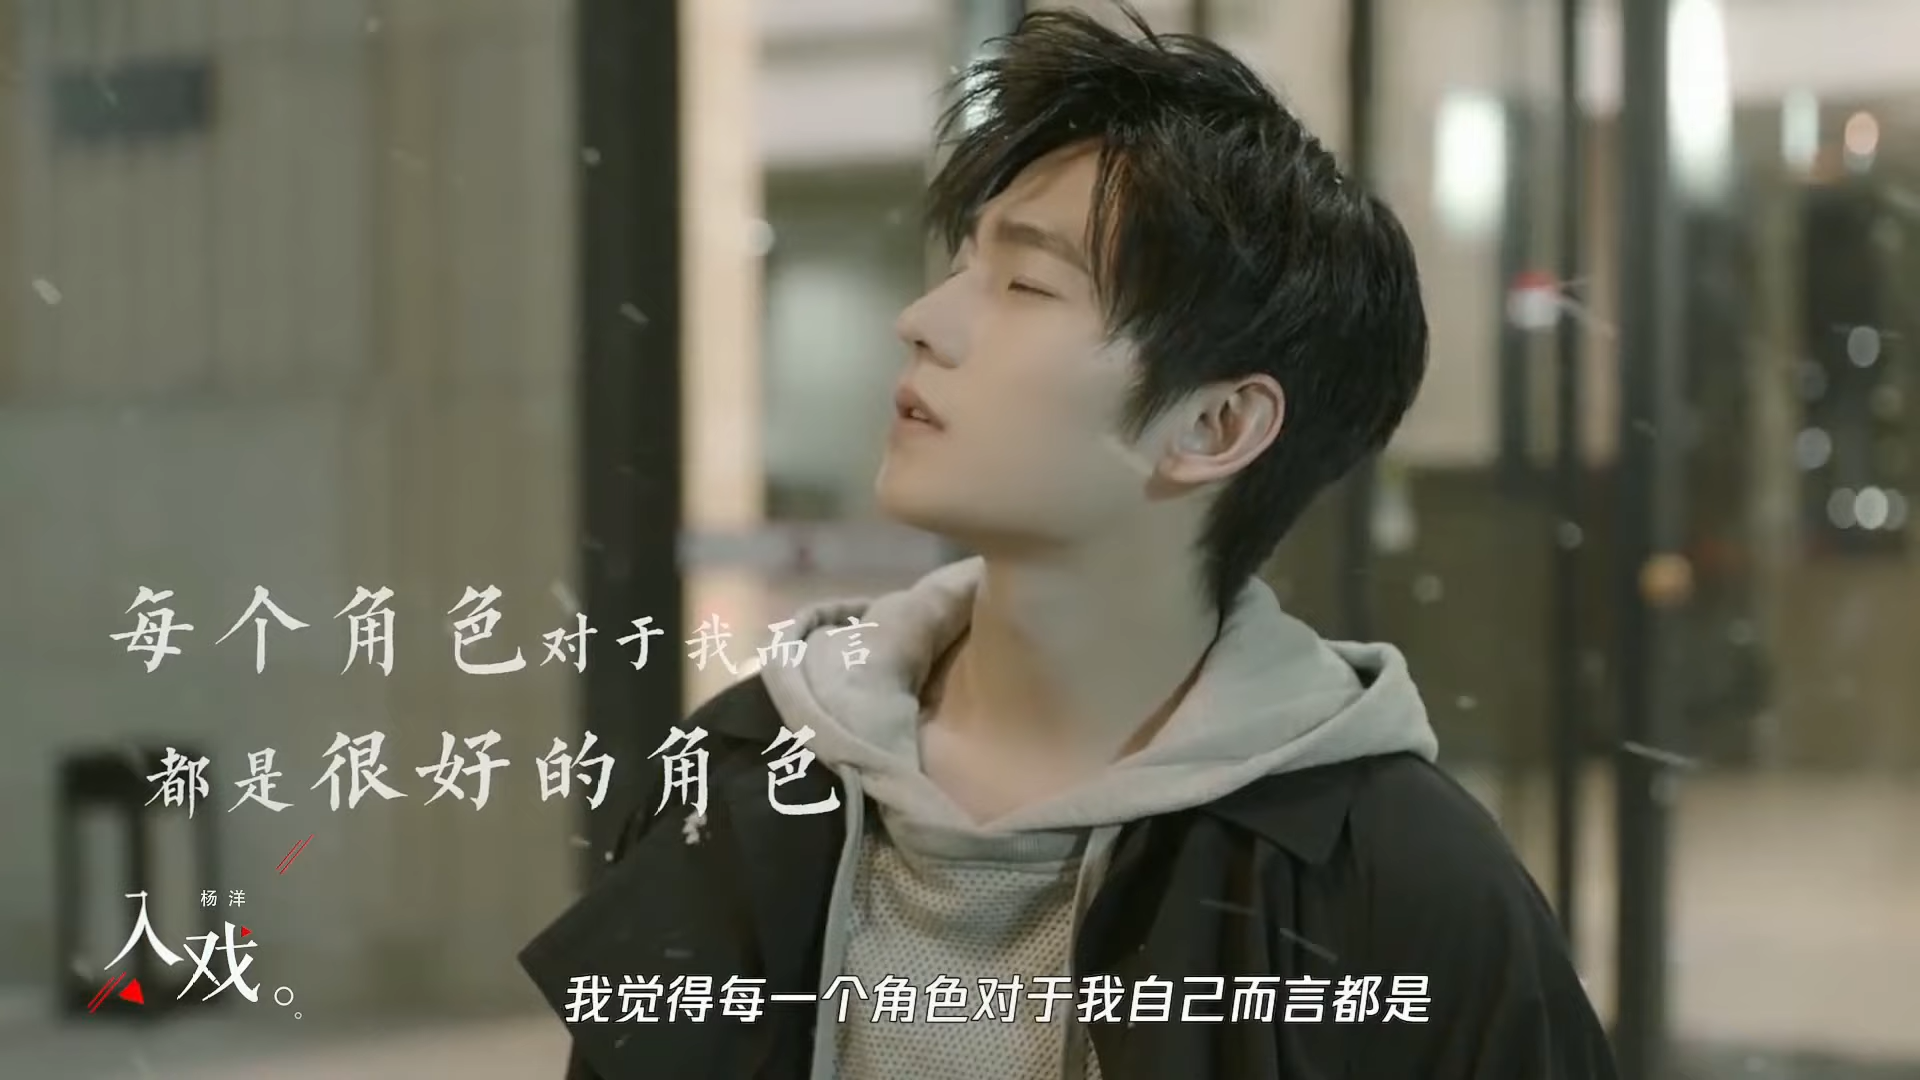 每个角色对于我而言
都是很好的角色
杨洋
入戏。
我觉得每一个角色对于我自己而言都是